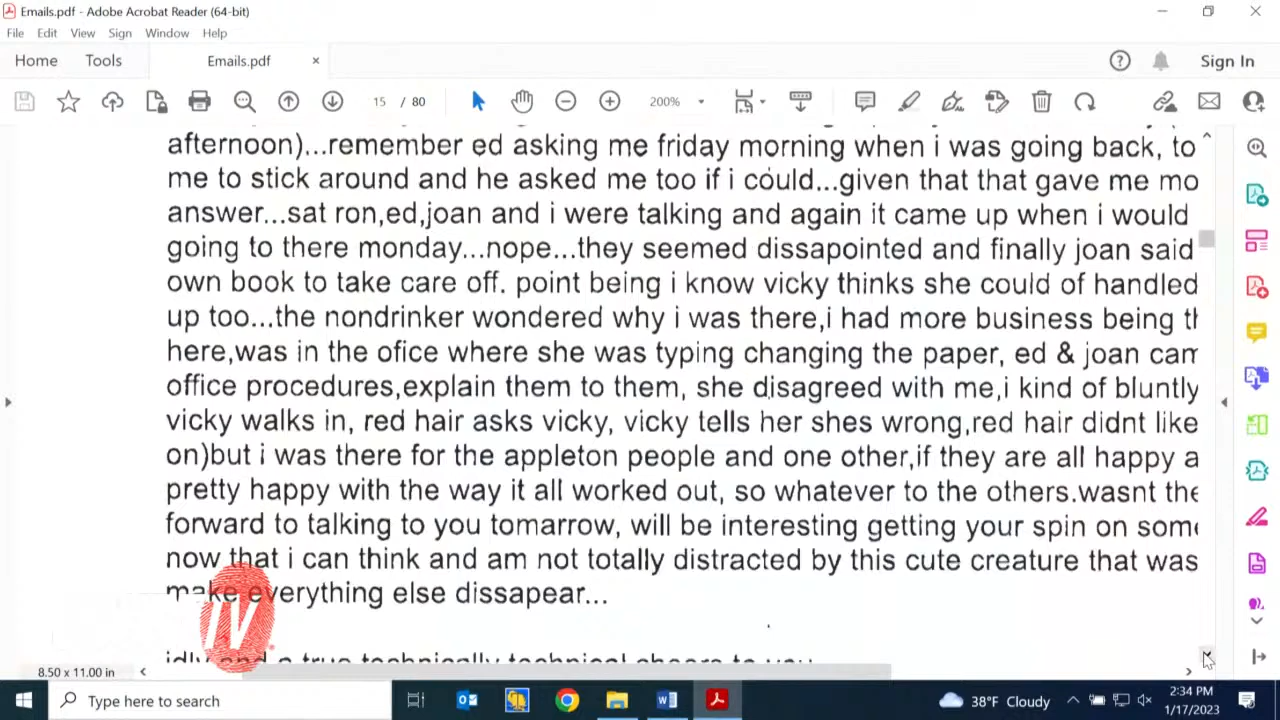 Emails.pdf - Adobe Acrobat Reader (64-bit)
File Edit View Sign Window Help
Home Tools Emails.pdf × Sign In
15 / 80 200%
afternoon)...remember ed asking me friday morning when i was going back, to
me to stick around and he asked me too if i could...given that that gave me mo
answer...sat ron,ed,joan and i were talking and again it came up when i would
going to there monday...nope...they seemed dissapointed and finally joan said
own book to take care off. point being i know vicky thinks she could of handled
up too...the nondrinker wondered why i was there,i had more business being th
here,was in the ofice where she was typing changing the paper, ed & joan cam
office procedures,explain them to them, she disagreed with me,i kind of bluntly
vicky walks in, red hair asks vicky, vicky tells her shes wrong,red hair didnt like
on)but i was there for the appleton people and one other,if they are all happy a
pretty happy with the way it all worked out, so whatever to the others.wasnt the
forward to talking to you tomarrow, will be interesting getting your spin on som
now that i can think and am not totally distracted by this cute creature that was
make everything else dissapear...
idly and a true technically technical cheers to you
TV
8.50 x 11.00 in
Type here to search 38°F Cloudy 2:34 PM
1/17/2023